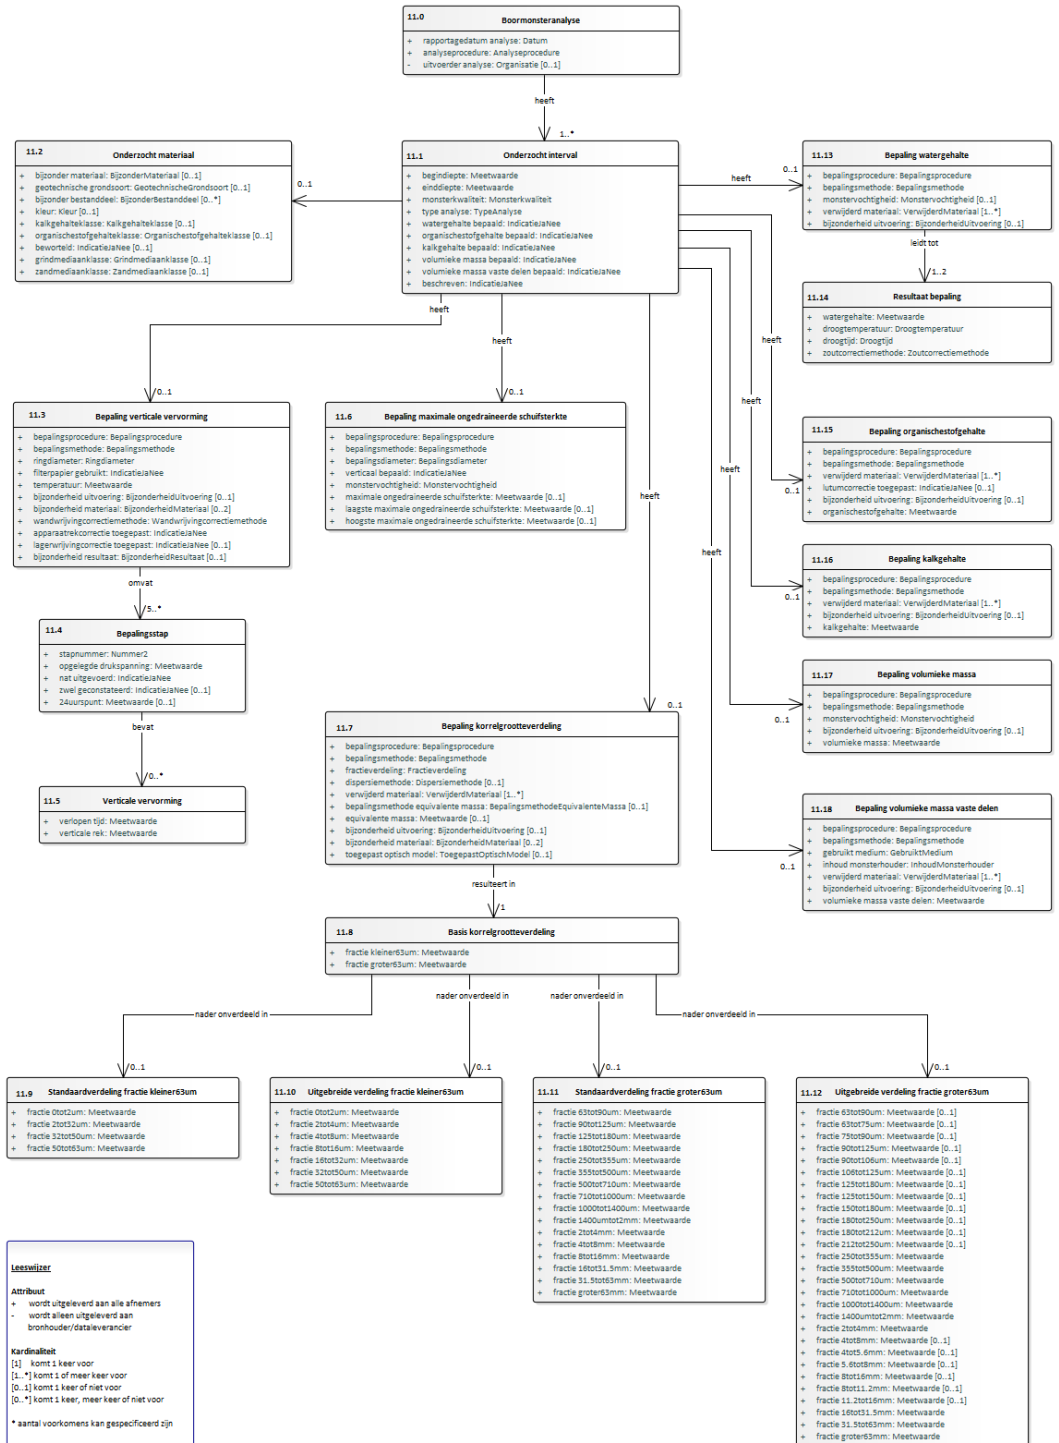 11.0 Boormonsteranalyse
+ rapportagedatum analyse: Datum
+ analyseprocedure: Analyseprocedure
- uitvoerder analyse: Organisatie [0..1]
heeft
1..*
11.2 Onderzocht materiaal
+ bijzonder materiaal: BijzonderMateriaal [0..1]
+ geotechnische grondsoort: GeotechnischeGrondsoort [0..1]
+ bijzonder bestanddeel: BijzonderBestanddeel [0..*]
+ kleur: Kleur [0..1]
+ kalkgehalteklasse: Kalkgehalteklasse [0..1]
+ organischestofgehalteklasse: Organischestofgehalteklasse [0..1]
+ beworteld: IndicatieJaNee [0..1]
+ grindmediaanklasse: Grindmediaanklasse [0..1]
+ zandmediaanklasse: Zandmediaanklasse [0..1]
0..1
11.1 Onderzocht interval
+ begindiepte: Meetwaarde
+ einddiepte: Meetwaarde
+ monsterkwaliteit: Monsterkwaliteit
+ type analyse: TypeAnalyse
+ watergehalte bepaald: IndicatieJaNee
+ organischestofgehalte bepaald: IndicatieJaNee
+ kalkgehalte bepaald: IndicatieJaNee
+ volumieke massa bepaald: IndicatieJaNee
+ volumieke massa vaste delen bepaald: IndicatieJaNee
+ beschreven: IndicatieJaNee
heeft
0..1
11.13 Bepaling watergehalte
+ bepalingsprocedure: Bepalingsprocedure
+ bepalingsmethode: Bepalingsmethode
+ monstervochtigheid: Monstervochtigheid [0..1]
+ verwijderd materiaal: VerwijderdMateriaal [1..*]
+ bijzonderheid uitvoering: BijzonderheidUitvoering [0..1]
leidt tot
1..2
11.14 Resultaat bepaling
+ watergehalte: Meetwaarde
+ droogtemperatuur: Droogtemperatuur
+ droogtijd: Droogtijd
+ zoutcorrectiemethode: Zoutcorrectiemethode
heeft
0..1
heeft
0..1
heeft
0..1
heeft
0..1
heeft
0..1
heeft
0..1
heeft
0..1
11.3 Bepaling verticale vervorming
+ bepalingsprocedure: Bepalingsprocedure
+ bepalingsmethode: Bepalingsmethode
+ ringdiameter: Ringdiameter
+ filterpapier gebruikt: IndicatieJaNee
+ temperatuur: Meetwaarde
+ bijzonderheid uitvoering: BijzonderheidUitvoering [0..1]
+ bijzonderheid materiaal: BijzonderheidMateriaal [0..2]
+ wandwrijvingcorrectiemethode: Wandwrijvingcorrectiemethode
+ apparaatrekcorrectie toegepast: IndicatieJaNee
+ lagerwrijvingcorrectie toegepast: IndicatieJaNee [0..1]
+ bijzonderheid resultaat: BijzonderheidResultaat [0..1]
omvat
5..*
11.4 Bepalingsstap
+ stapnummer: Nummer2
+ opgelegde drukspanning: Meetwaarde
+ nat uitgevoerd: IndicatieJaNee
+ zwel geconstateerd: IndicatieJaNee [0..1]
+ 24uurspunt: Meetwaarde [0..1]
bevat
0..*
11.5 Verticale vervorming
+ verlopen tijd: Meetwaarde
+ verticale rek: Meetwaarde
11.6 Bepaling maximale ongedraineerde schuifsterkte
+ bepalingsprocedure: Bepalingsprocedure
+ bepalingsmethode: Bepalingsmethode
+ bepalingsdiameter: Bepalingsdiameter
+ verticaal bepaald: IndicatieJaNee
+ monstervochtigheid: Monstervochtigheid
+ maximale ongedraineerde schuifsterkte: Meetwaarde [0..1]
+ laagste maximale ongedraineerde schuifsterkte: Meetwaarde [0..1]
+ hoogste maximale ongedraineerde schuifsterkte: Meetwaarde [0..1]
11.15 Bepaling organischestofgehalte
+ bepalingsprocedure: Bepalingsprocedure
+ bepalingsmethode: Bepalingsmethode
+ verwijderd materiaal: VerwijderdMateriaal [1..*]
+ lutumcorrectie toegepast: IndicatieJaNee [0..1]
+ bijzonderheid uitvoering: BijzonderheidUitvoering [0..1]
+ organischestofgehalte: Meetwaarde
11.16 Bepaling kalkgehalte
+ bepalingsprocedure: Bepalingsprocedure
+ bepalingsmethode: Bepalingsmethode
+ verwijderd materiaal: VerwijderdMateriaal [1..*]
+ bijzonderheid uitvoering: BijzonderheidUitvoering [0..1]
+ kalkgehalte: Meetwaarde
11.17 Bepaling volumieke massa
+ bepalingsprocedure: Bepalingsprocedure
+ bepalingsmethode: Bepalingsmethode
+ monstervochtigheid: Monstervochtigheid
+ bijzonderheid uitvoering: BijzonderheidUitvoering [0..1]
+ volumieke massa: Meetwaarde
11.18 Bepaling volumieke massa vaste delen
+ bepalingsprocedure: Bepalingsprocedure
+ bepalingsmethode: Bepalingsmethode
+ gebruikt medium: GebruiktMedium
+ inhoud monsterhouder: InhoudMonsterhouder
+ verwijderd materiaal: VerwijderdMateriaal [1..*]
+ bijzonderheid uitvoering: BijzonderheidUitvoering [0..1]
+ volumieke massa vaste delen: Meetwaarde
11.7 Bepaling korrelgrootteverdeling
+ bepalingsprocedure: Bepalingsprocedure
+ bepalingsmethode: Bepalingsmethode
+ fractieverdeling: Fractieverdeling
+ dispersiemethode: Dispersiemethode [0..1]
+ verwijderd materiaal: VerwijderdMateriaal [1..*]
+ bepalingsmethode equivalente massa: BepalingsmethodeEquivalenteMassa [0..1]
+ equivalente massa: Meetwaarde [0..1]
+ bijzonderheid uitvoering: BijzonderheidUitvoering [0..1]
+ bijzonderheid materiaal: BijzonderheidMateriaal [0..2]
+ toegepast optisch model: ToegepastOptischModel [0..1]
resulteert in
1
11.8 Basis korrelgrootteverdeling
+ fractie kleiner63um: Meetwaarde
+ fractie groter63um: Meetwaarde
nader onverdeeld in
0..1
nader onverdeeld in
0..1
nader onverdeeld in
0..1
nader onverdeeld in
0..1
11.9 Standaardverdeling fractie kleiner63um
+ fractie 0tot2um: Meetwaarde
+ fractie 2tot32um: Meetwaarde
+ fractie 32tot50um: Meetwaarde
+ fractie 50tot63um: Meetwaarde
11.10 Uitgebreide verdeling fractie kleiner63um
+ fractie 0tot2um: Meetwaarde
+ fractie 2tot4um: Meetwaarde
+ fractie 4tot8um: Meetwaarde
+ fractie 8tot16um: Meetwaarde
+ fractie 16tot32um: Meetwaarde
+ fractie 32tot50um: Meetwaarde
+ fractie 50tot63um: Meetwaarde
11.11 Standaardverdeling fractie groter63um
+ fractie 63tot90um: Meetwaarde
+ fractie 90tot125um: Meetwaarde
+ fractie 125tot180um: Meetwaarde
+ fractie 180tot250um: Meetwaarde
+ fractie 250tot355um: Meetwaarde
+ fractie 355tot500um: Meetwaarde
+ fractie 500tot710um: Meetwaarde
+ fractie 710tot1000um: Meetwaarde
+ fractie 1000tot1400um: Meetwaarde
+ fractie 1400umtot2mm: Meetwaarde
+ fractie 2tot4mm: Meetwaarde
+ fractie 4tot8mm: Meetwaarde
+ fractie 8tot16mm: Meetwaarde
+ fractie 16tot31.5mm: Meetwaarde
+ fractie 31.5tot63mm: Meetwaarde
+ fractie groter63mm: Meetwaarde
11.12 Uitgebreide verdeling fractie groter63um
+ fractie 63tot90um: Meetwaarde [0..1]
+ fractie 63tot75um: Meetwaarde [0..1]
+ fractie 75tot90um: Meetwaarde [0..1]
+ fractie 90tot125um: Meetwaarde [0..1]
+ fractie 90tot106um: Meetwaarde [0..1]
+ fractie 106tot125um: Meetwaarde [0..1]
+ fractie 125tot180um: Meetwaarde [0..1]
+ fractie 125tot150um: Meetwaarde [0..1]
+ fractie 150tot180um: Meetwaarde [0..1]
+ fractie 180tot250um: Meetwaarde [0..1]
+ fractie 180tot212um: Meetwaarde [0..1]
+ fractie 212tot250um: Meetwaarde [0..1]
+ fractie 250tot355um: Meetwaarde
+ fractie 355tot500um: Meetwaarde
+ fractie 500tot710um: Meetwaarde
+ fractie 710tot1000um: Meetwaarde
+ fractie 1000tot1400um: Meetwaarde
+ fractie 1400umtot2mm: Meetwaarde
+ fractie 2tot4mm: Meetwaarde
+ fractie 4tot8mm: Meetwaarde [0..1]
+ fractie 4tot5.6mm: Meetwaarde [0..1]
+ fractie 5.6tot8mm: Meetwaarde [0..1]
+ fractie 8tot16mm: Meetwaarde [0..1]
+ fractie 8tot11.2mm: Meetwaarde [0..1]
+ fractie 11.2tot16mm: Meetwaarde [0..1]
+ fractie 16tot31.5mm: Meetwaarde
+ fractie 31.5tot63mm: Meetwaarde
+ fractie groter63mm: Meetwaarde
Leeswijzer
Attribuut
+ wordt uitgeleverd aan alle afnemers
- wordt alleen uitgeleverd aan
bronhouder/dataleverancier
Kardinaliteit
[1] komt 1 keer voor
[1..*] komt 1 of meer keer voor
[0..1] komt 1 keer of niet voor
[0..*] komt 1 keer, meer keer of niet voor
* aantal voorkomens kan gespecificeerd zijn